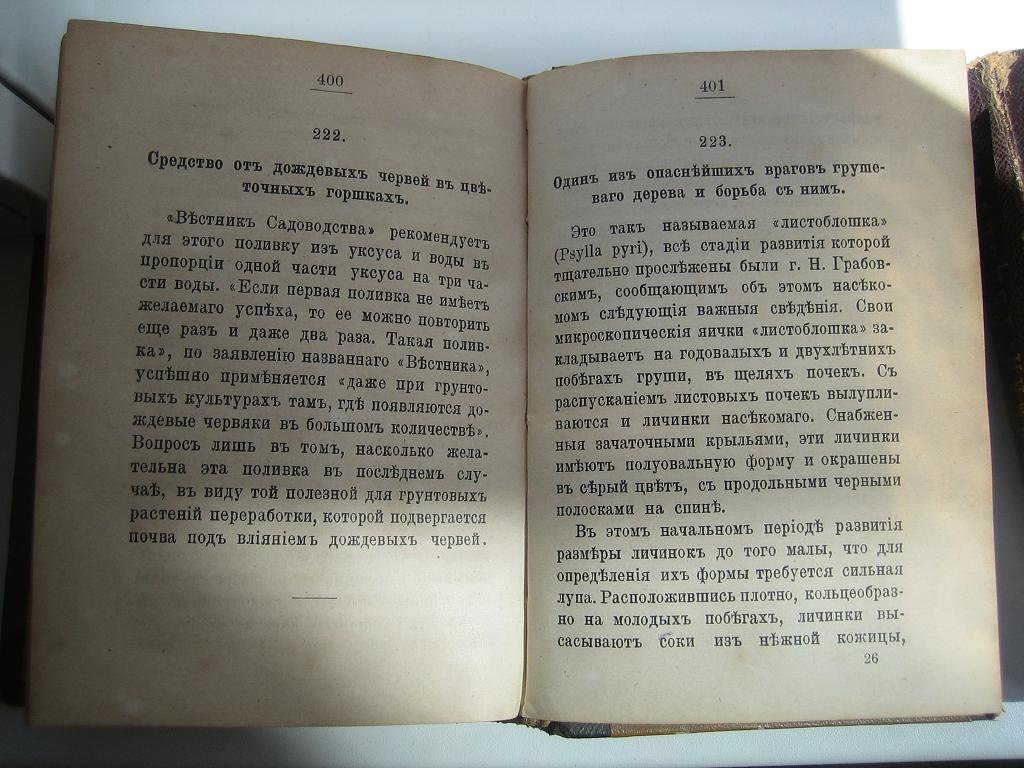 400
222.
Средство отъ дождевыхъ червей въ цвѣ-
точныхъ горшкахъ.
«Вѣстникъ Садоводства» рекомендуетъ
для этого поливку изъ уксуса и воды въ
пропорціи одной части уксуса на три ча-
сти воды. «Если первая поливка не имѣетъ
желаемаго успѣха, то ее можно повторить
еще разъ и даже два раза. Такая полив-
ка», по заявленію названнаго «Вѣстника»,
успѣшно примѣняется «даже при грунто-
выхъ культурахъ тамъ, гдѣ появляются до-
ждевые червяки въ большомъ количествѣ».
Вопросъ лишь въ томъ, насколько жела-
тельна эта поливка въ послѣднемъ слу-
чаѣ, въ виду той полезной для грунтовыхъ
растеній переработки, которой подвергается
почва подъ вліяніемъ дождевыхъ червей.
401
223.
Одинъ изъ опаснѣйшихъ враговъ груше-
ваго дерева и борьба съ нимъ.
Это такъ называемая «листоблошка»
(Psylla pyri), всѣ стадіи развитія которой
тщательно прослѣжены были г. Н. Грабов-
скимъ, сообщающимъ объ этомъ насѣко-
момъ слѣдующія важныя свѣдѣнія. Свои
микроскопическія яички «листоблошка» за-
кладываетъ на годовалыхъ и двухлѣтнихъ
побѣгахъ груши, въ щеляхъ почекъ. Съ
распусканіемъ листовыхъ почекъ вылупли-
ваются и личинки насѣкомаго. Снабжен-
ныя зачаточными крыльями, эти личинки
имѣютъ полуовальную форму и окрашены
въ сѣрый цвѣтъ, съ продольными черными
полосками на спинѣ.
Въ этомъ начальномъ періодѣ развитія
размѣры личинокъ до того малы, что для
опредѣленія ихъ формы требуется сильная
лупа. Расположившись плотно, кольцеобраз-
но на молодыхъ побѣгахъ, личинки вы-
сасываютъ соки изъ нѣжной кожицы,
26